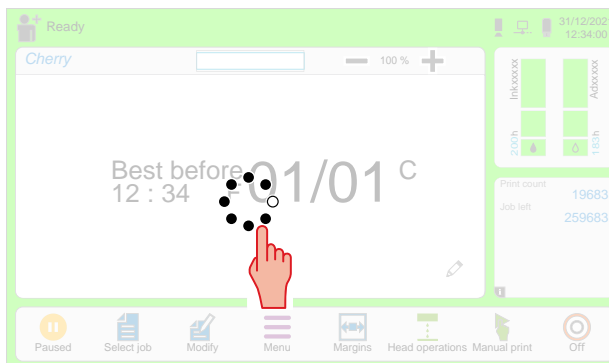 Ready
31/12/202
12:34:00
Cherry
100 %
Inkxxxxx
Adxxxxx
200h
163h
Best before 01/01 C
12 : 34
Print count
19683
Job left
259683
Paused
Select job
Modify
Menu
Margins
Head operations
Manual print
Off